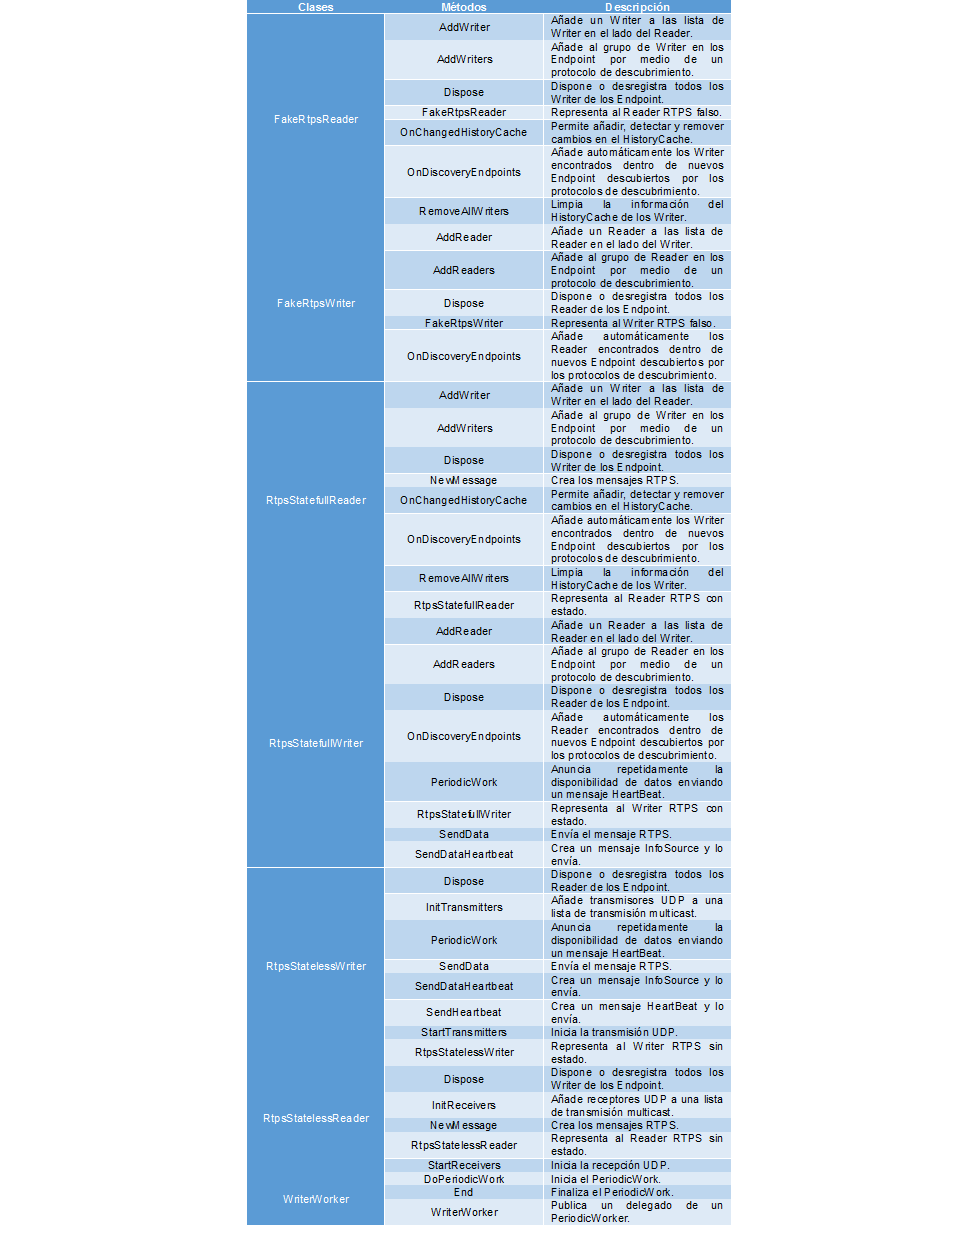 Clases Métodos Descripción
FakeRtpsReader
AddWriter
Añade un Writer a las lista de
Writer en el lado del Reader.
AddWriters
Añade al grupo de Writer en los
Endpoint por medio de un
protocolo de descubrimiento.
Dispose
Dispone o desregistra todos los
Writer de los Endpoint.
FakeRtpsReader
Representa al Reader RTPS falso.
OnChangedHistoryCache
Permite añadir, detectar y remover
cambios en el HistoryCache.
OnDiscoveryEndpoints
Añade automáticamente los Writer
encontrados dentro de nuevos
Endpoint descubiertos por los
protocolos de descubrimiento.
RemoveAllWriters
Limpia la información del
HistoryCache de los Writer.
FakeRtpsWriter
AddReader
Añade un Reader a las lista de
Reader en el lado del Writer.
AddReaders
Añade al grupo de Reader en los
Endpoint por medio de un
protocolo de descubrimiento.
Dispose
Dispone o desregistra todos los
Reader de los Endpoint.
FakeRtpsWriter
Representa al Writer RTPS falso.
OnDiscoveryEndpoints
Añade automáticamente los
Reader encontrados dentro de
nuevos Endpoint descubiertos por
los protocolos de descubrimiento.
RtpsStatefullReader
AddWriter
Añade un Writer a las lista de
Writer en el lado del Reader.
AddWriters
Añade al grupo de Writer en los
Endpoint por medio de un
protocolo de descubrimiento.
Dispose
Dispone o desregistra todos los
Writer de los Endpoint.
NewMessage
Crea los mensajes RTPS.
OnChangedHistoryCache
Permite añadir, detectar y remover
cambios en el HistoryCache.
OnDiscoveryEndpoints
Añade automáticamente los Writer
encontrados dentro de nuevos
Endpoint descubiertos por los
protocolos de descubrimiento.
RemoveAllWriters
Limpia la información del
HistoryCache de los Writer.
RtpsStatefullReader
Representa al Reader RTPS con
estado.
RtpsStatefullWriter
AddReader
Añade un Reader a las lista de
Reader en el lado del Writer.
AddReaders
Añade al grupo de Reader en los
Endpoint por medio de un
protocolo de descubrimiento.
Dispose
Dispone o desregistra todos los
Reader de los Endpoint.
OnDiscoveryEndpoints
Añade automáticamente los
Reader encontrados dentro de
nuevos Endpoint descubiertos por
los protocolos de descubrimiento.
PeriodicWork
Anuncia repetidamente la
disponibilidad de datos enviando
un mensaje HeartBeat.
RtpsStatefullWriter
Representa al Writer RTPS con
estado.
SendData
Envía el mensaje RTPS.
SendDataHeartbeat
Crea un mensaje InfoSource y lo
envía.
RtpsStatelessWriter
Dispose
Dispone o desregistra todos los
Reader de los Endpoint.
InitTransmitters
Añade transmisores UDP a una
lista de transmisión multicast.
PeriodicWork
Anuncia repetidamente la
disponibilidad de datos enviando
un mensaje HeartBeat.
SendData
Envía el mensaje RTPS.
SendDataHeartbeat
Crea un mensaje InfoSource y lo
envía.
SendHeartbeat
Crea un mensaje HeartBeat y lo
envía.
StartTransmitters
Inicia la transmisión UDP.
RtpsStatelessWriter
Representa al Writer RTPS sin
estado.
RtpsStatelessReader
Dispose
Dispone o desregistra todos los
Writer de los Endpoint.
InitReceivers
Añade receptores UDP a una lista
de transmisión multicast.
NewMessage
Crea los mensajes RTPS.
RtpsStatelessReader
Representa al Reader RTPS sin
estado.
StartReceivers
Inicia la recepción UDP.
WriterWorker
DoPeriodicWork
Inicia el PeriodicWork.
End
Finaliza el PeriodicWork.
WriterWorker
Publica un delegado de un
PeriodicWorker.